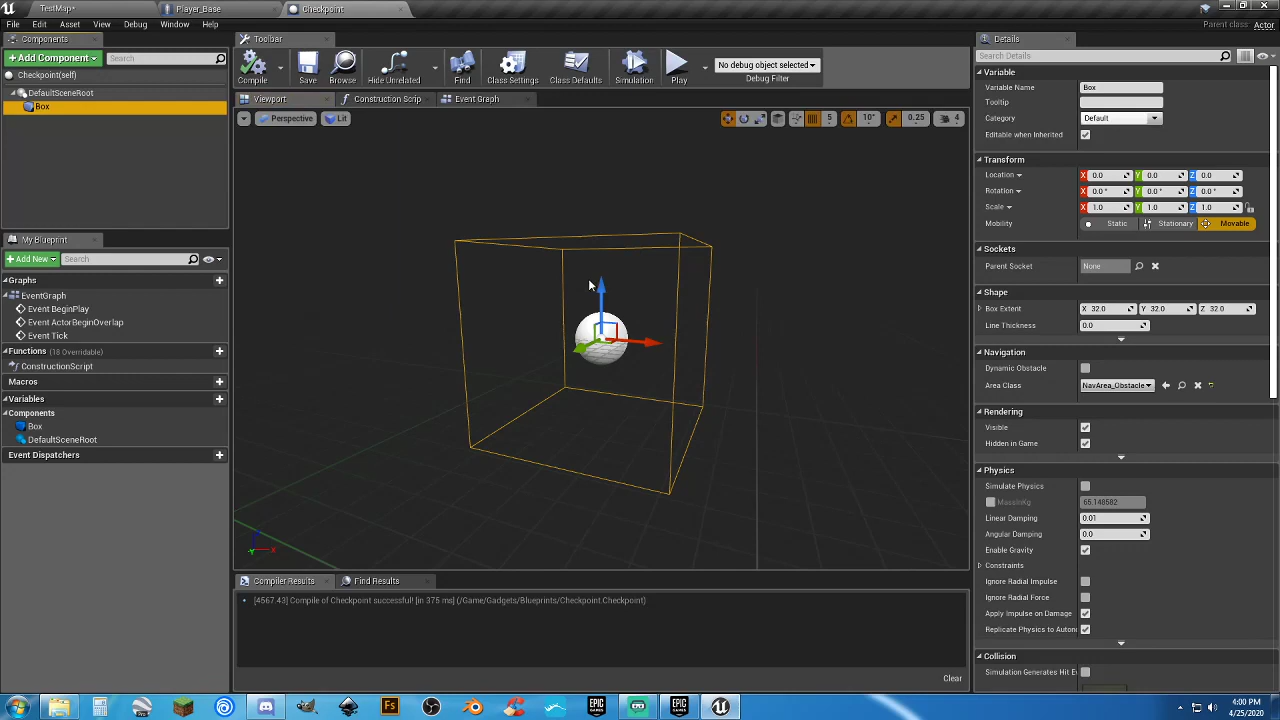 TestMap*
Player_Base
Checkpoint
File Edit Asset View Debug Window Help
Parent class: Actor
Components
+Add Component
Search
Checkpoint(self)
DefaultSceneRoot
Box
My Blueprint
+Add New
Search
Graphs
EventGraph
Event BeginPlay
Event ActorBeginOverlap
Event Tick
Functions (18 Overridable)
ConstructionScript
Macros
Variables
Components
Box
DefaultSceneRoot
Event Dispatchers
Toolbar
Compile Save Browse Hide Unrelated Find Class Settings Class Defaults Simulation Play
No debug object selected
Debug Filter
Viewport Construction Scrip Event Graph
Perspective Lit
5 10° 0.25 4
Compiler Results Find Results
[4567.43] Compile of Checkpoint successful! [in 375 ms] (/Game/Gadgets/Blueprints/Checkpoint.Checkpoint)
Clear
Details
Search Details
Variable
Variable Name Box
Tooltip
Category Default
Editable when Inherited
Transform
Location X 0.0 Y 0.0 Z 0.0
Rotation X 0.0° Y 0.0° Z 0.0°
Scale X 1.0 Y 1.0 Z 1.0
Mobility Static Stationary Movable
Sockets
Parent Socket None
Shape
Box Extent X 32.0 Y 32.0 Z 32.0
Line Thickness 0.0
Navigation
Dynamic Obstacle
Area Class NavArea_Obstacle
Rendering
Visible
Hidden in Game
Physics
Simulate Physics
MassInKg 65.148582
Linear Damping 0.01
Angular Damping 0.0
Enable Gravity
Constraints
Ignore Radial Impulse
Ignore Radial Force
Apply Impulse on Damage
Replicate Physics to Auton
Collision
Simulation Generates Hit E
Pro
Fs
EPIC GAMES
EPIC GAMES
4:00 PM
4/25/2020